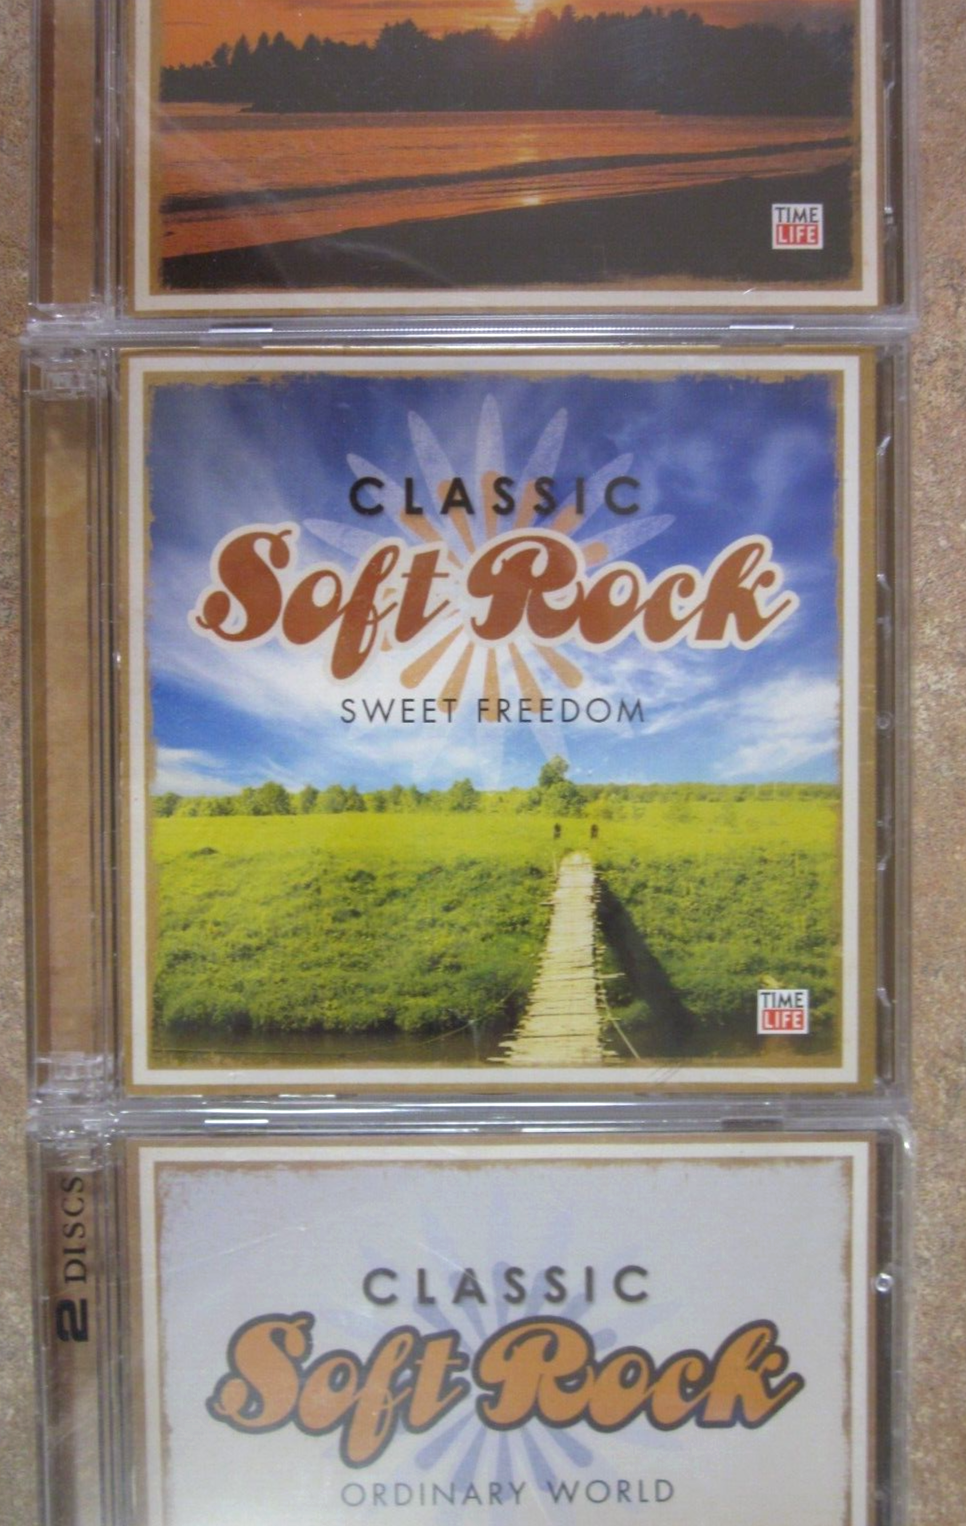 TIME
LIFE
CLASSIC
Soft Rock
SWEET FREEDOM
TIME
LIFE
2 DISCS
CLASSIC
Soft Rock
ORDINARY WORLD